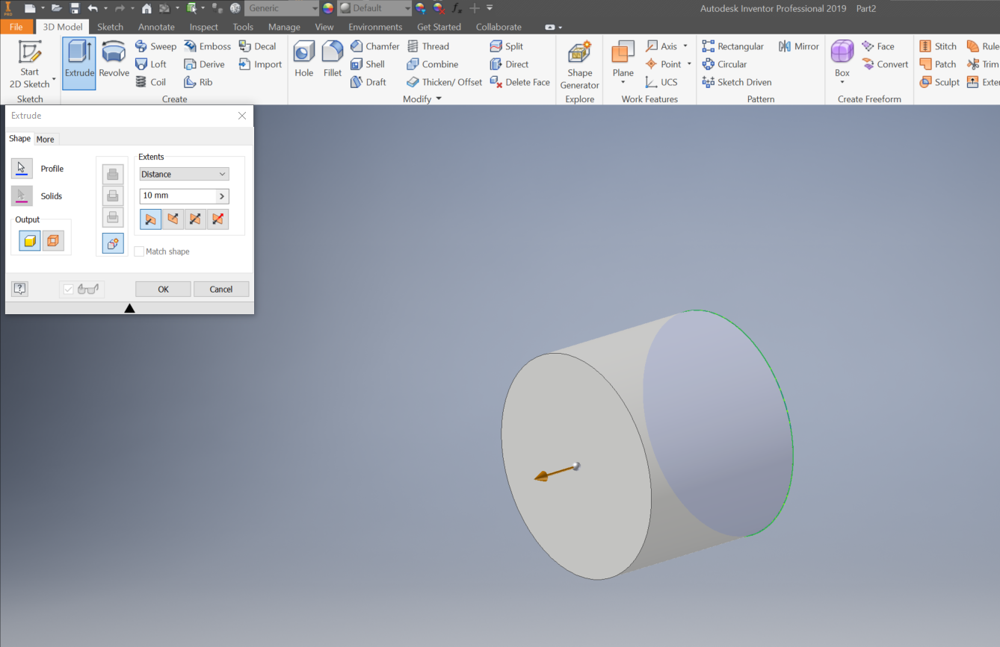 PRO
Generic
Default
fx
Autodesk Inventor Professional 2019 Part2
File
3D Model
Sketch
Annotate
Inspect
Tools
Manage
View
Environments
Get Started
Collaborate
Start
2D Sketch
Sketch
Extrude
Revolve
Sweep
Loft
Coil
Emboss
Derive
Rib
Decal
Import
Create
Hole
Fillet
Chamfer
Shell
Draft
Thread
Combine
Thicken/ Offset
Split
Direct
Delete Face
Modify
Shape
Generator
Explore
Plane
Axis
Point
UCS
Work Features
Rectangular
Circular
Sketch Driven
Mirror
Pattern
Box
Face
Convert
Create Freeform
Stitch
Patch
Sculpt
Rule
Trim
Exter
Extrude
Shape
More
Profile
Solids
Output
Extents
Distance
10 mm
Match shape
?
OK
Cancel